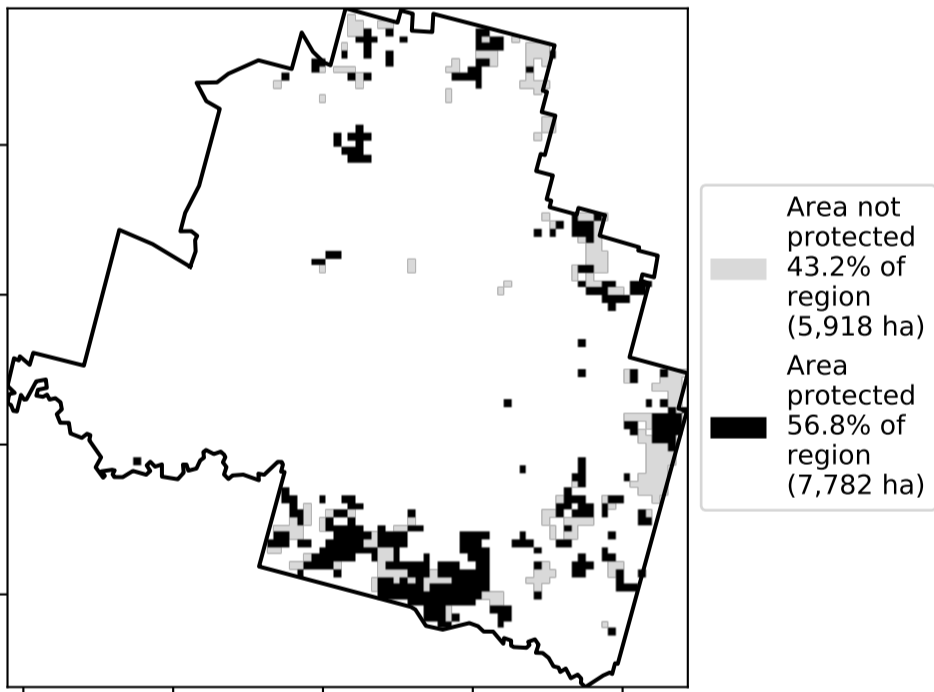 Area not
protected
43.2% of
region
(5,918 ha)
Area
protected
56.8% of
region
(7,782 ha)